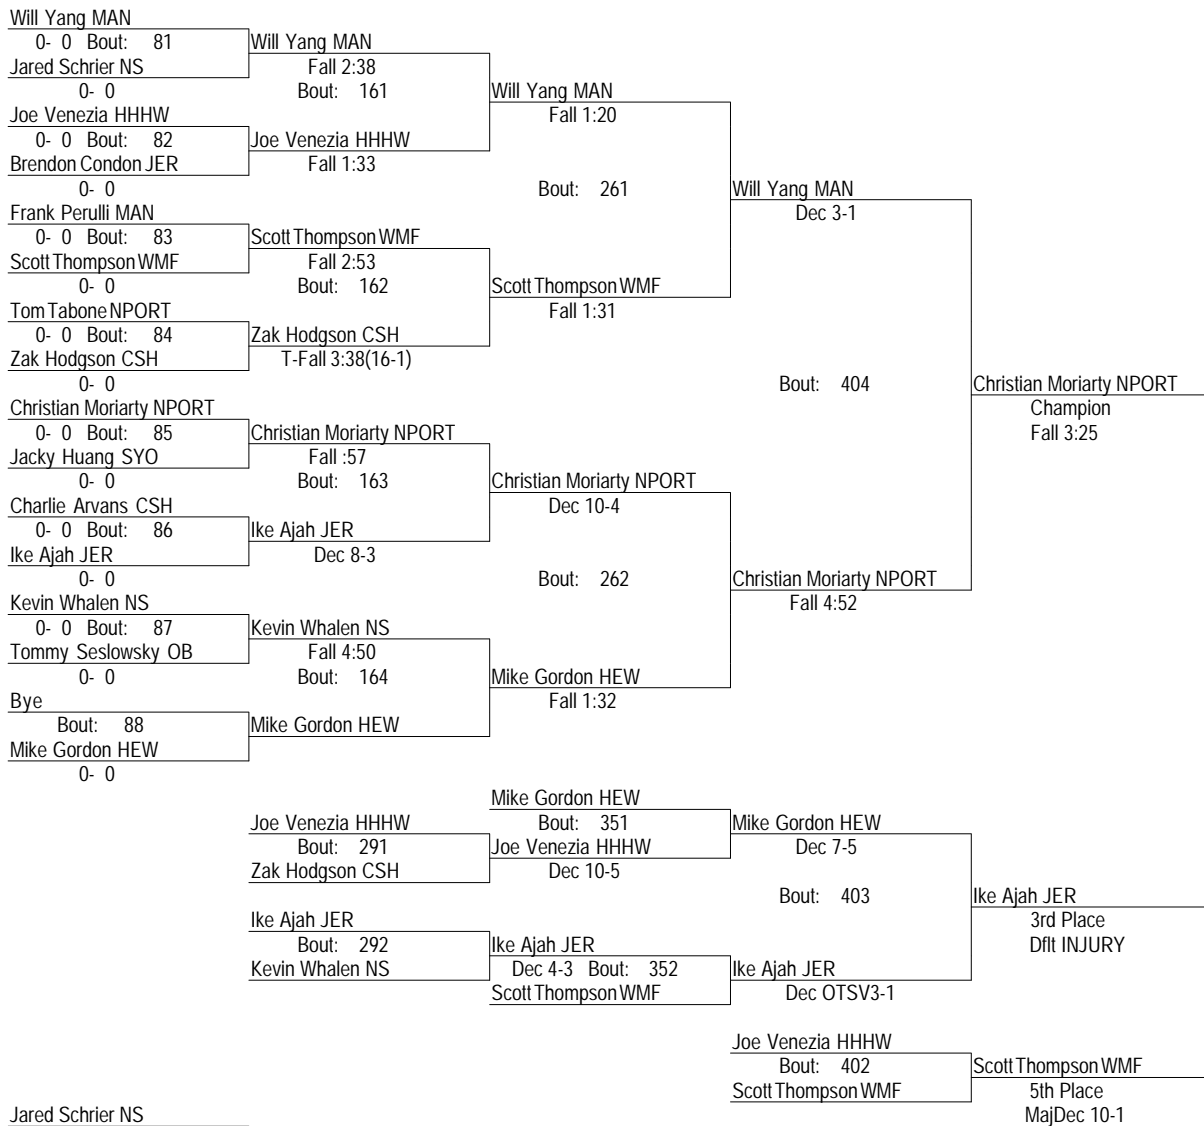 Will Yang MAN
0- 0 Bout: 81
Will Yang MAN
Jared Schrier NS
Fall 2:38
0- 0
Bout: 161
Will Yang MAN
Joe Venezia HHHW
Fall 1:20
0- 0 Bout: 82
Joe Venezia HHHW
Brendon Condon JER
Fall 1:33
0- 0
Bout: 261
Will Yang MAN
Frank Perulli MAN
Dec 3-1
0- 0 Bout: 83
Scott Thompson WMF
Scott Thompson WMF
Fall 2:53
0- 0
Bout: 162
Scott Thompson WMF
Tom Tabone NPORT
Fall 1:31
0- 0 Bout: 84
Zak Hodgson CSH
Zak Hodgson CSH
T-Fall 3:38(16-1)
0- 0
Bout: 404
Christian Moriarty NPORT
Christian Moriarty NPORT
Champion
0- 0 Bout: 85
Christian Moriarty NPORT
Fall 3:25
Jacky Huang SYO
Fall :57
0- 0
Bout: 163
Christian Moriarty NPORT
Charlie Arvans CSH
Dec 10-4
0- 0 Bout: 86
Ike Ajah JER
Ike Ajah JER
Dec 8-3
0- 0
Bout: 262
Christian Moriarty NPORT
Kevin Whalen NS
Fall 4:52
0- 0 Bout: 87
Kevin Whalen NS
Tommy Seslowsky OB
Fall 4:50
0- 0
Bout: 164
Mike Gordon HEW
Bye
Fall 1:32
Bout: 88
Mike Gordon HEW
Mike Gordon HEW
0- 0
Mike Gordon HEW
Joe Venezia HHHW
Bout: 351
Mike Gordon HEW
Bout: 291
Joe Venezia HHHW
Dec 7-5
Zak Hodgson CSH
Dec 10-5
Bout: 403
Ike Ajah JER
Ike Ajah JER
3rd Place
Bout: 292
Ike Ajah JER
Dflt INJURY
Kevin Whalen NS
Dec 4-3 Bout: 352
Ike Ajah JER
Scott Thompson WMF
Dec OTSV3-1
Joe Venezia HHHW
Bout: 402
Scott Thompson WMF
Scott Thompson WMF
5th Place
Jared Schrier NS
MajDec 10-1